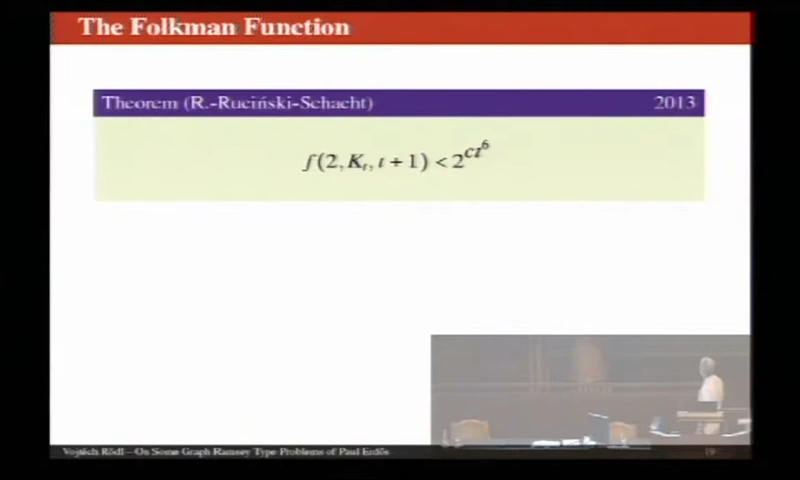 The Folkman Function
Theorem (R.-Ruciński-Schacht) 2013
f(2, K_t, t + 1) < 2^{ct^6}
Vojtěch Rödl – On Some Graph Ramsey Type Problems of Paul Erdős 19